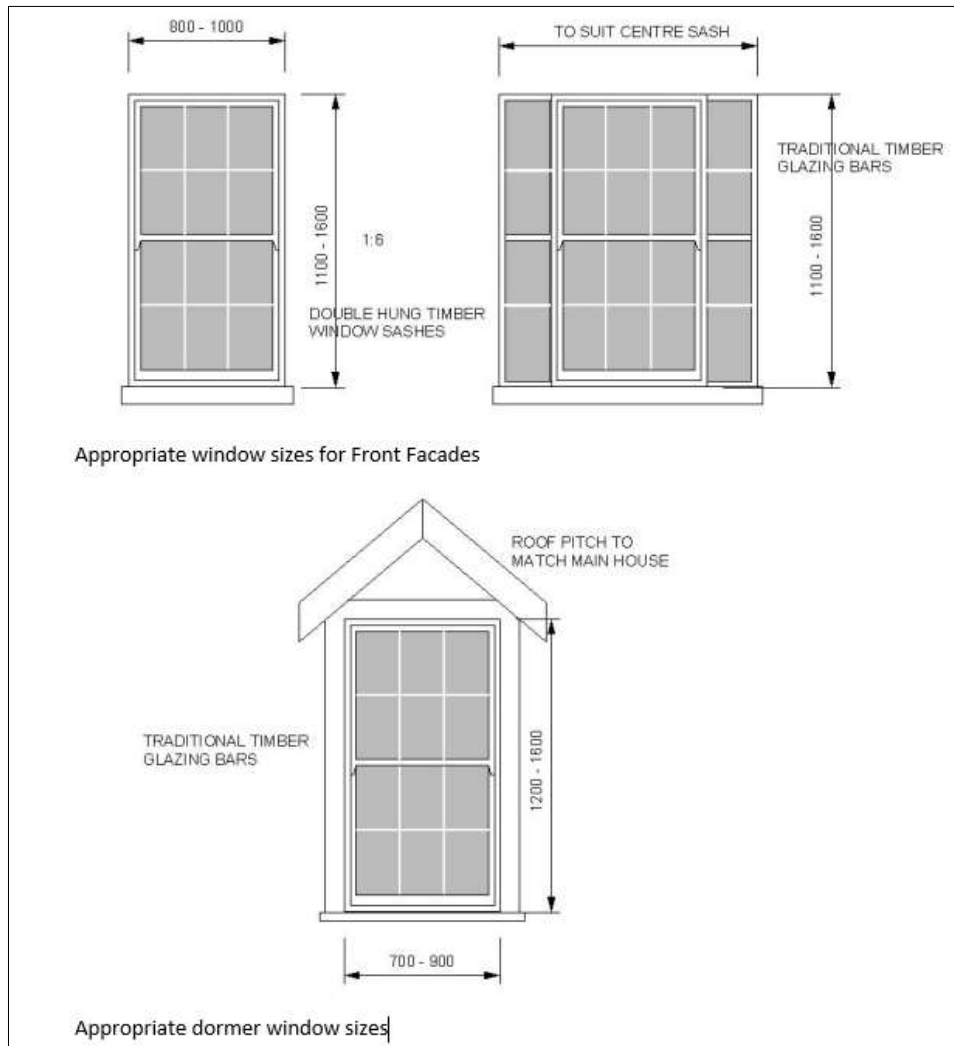 800 - 1000
TO SUIT CENTRE SASH
TRADITIONAL TIMBER
GLAZING BARS
1100 - 1600
1:6
1100 - 1600
DOUBLE HUNG TIMBER
WINDOW SASHES
Appropriate window sizes for Front Facades
ROOF PITCH TO
MATCH MAIN HOUSE
TRADITIONAL TIMBER
GLAZING BARS
1200 - 1600
700 - 900
Appropriate dormer window sizes